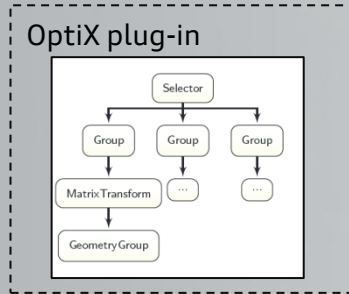 OptiX plug-in
Selector
Group Group Group
MatrixTransform ... ...
GeometryGroup